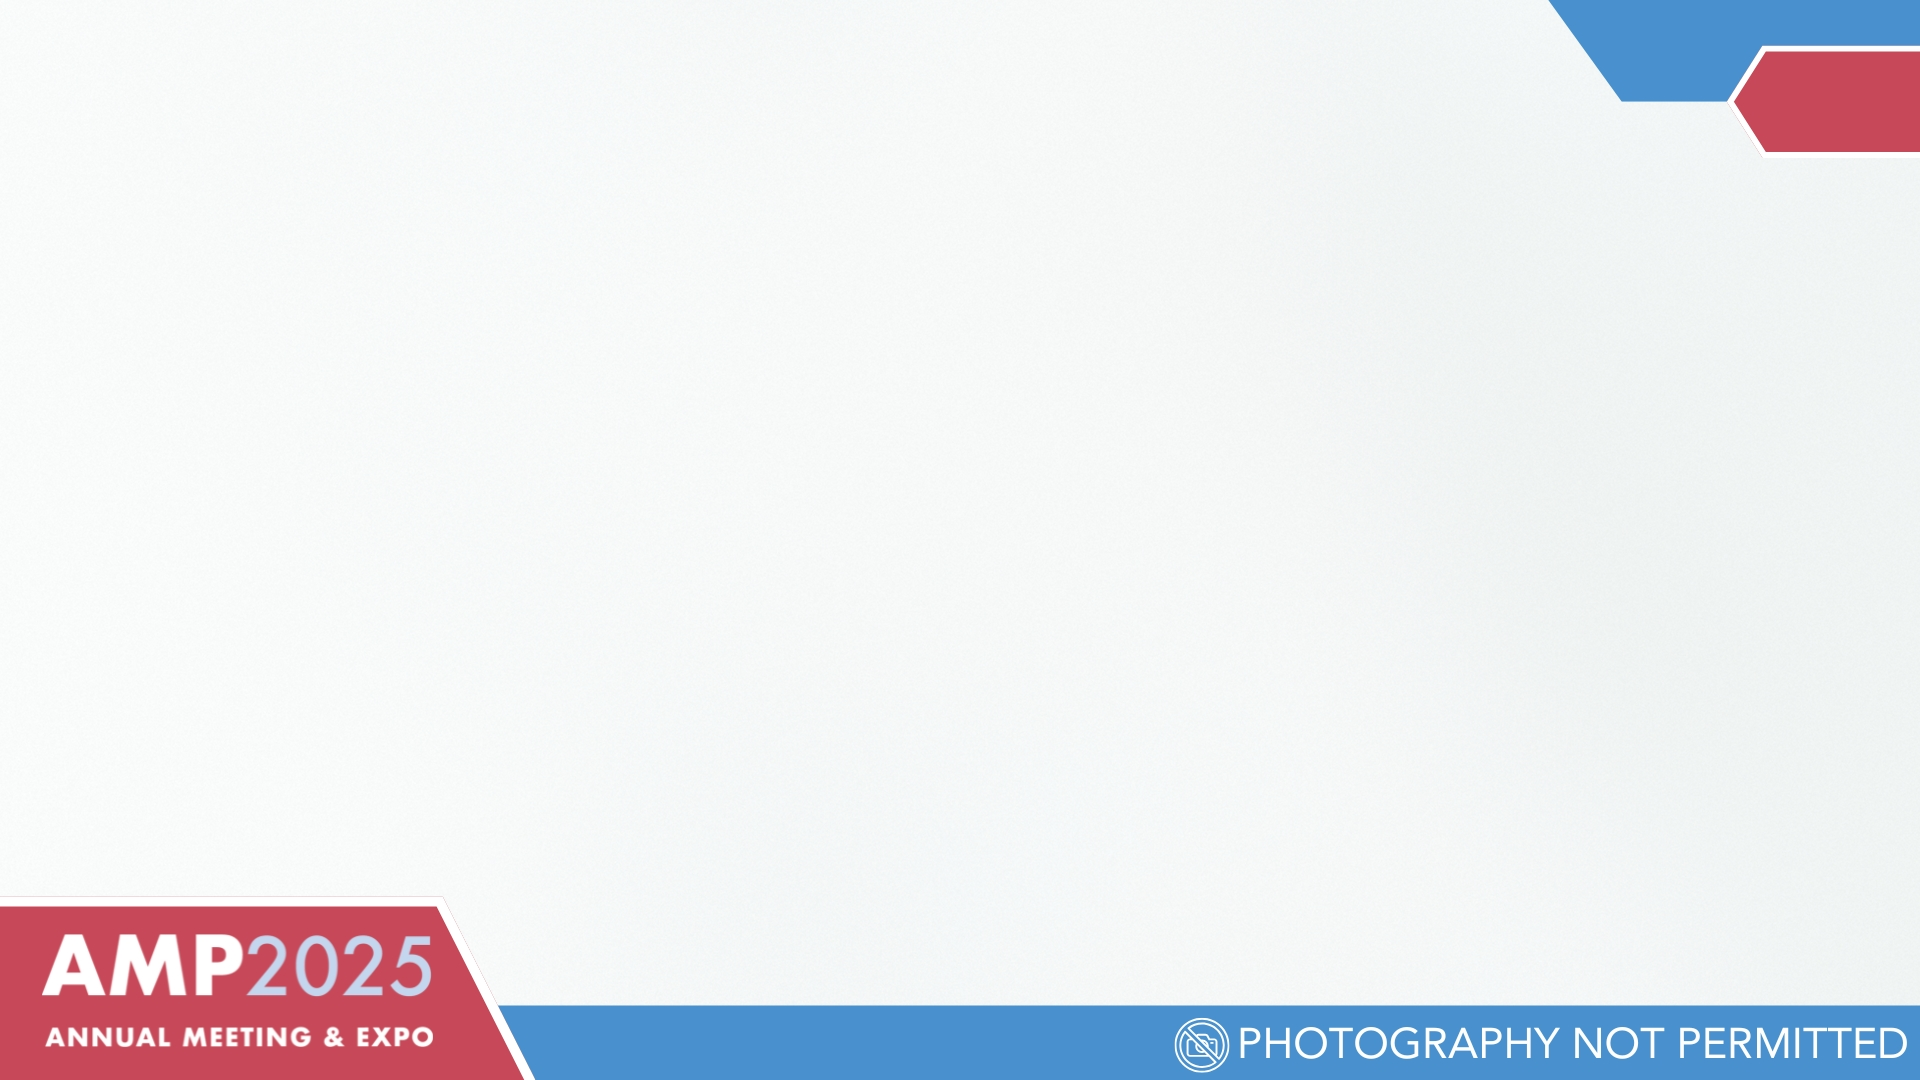 AMP2025
ANNUAL MEETING & EXPO
PHOTOGRAPHY NOT PERMITTED